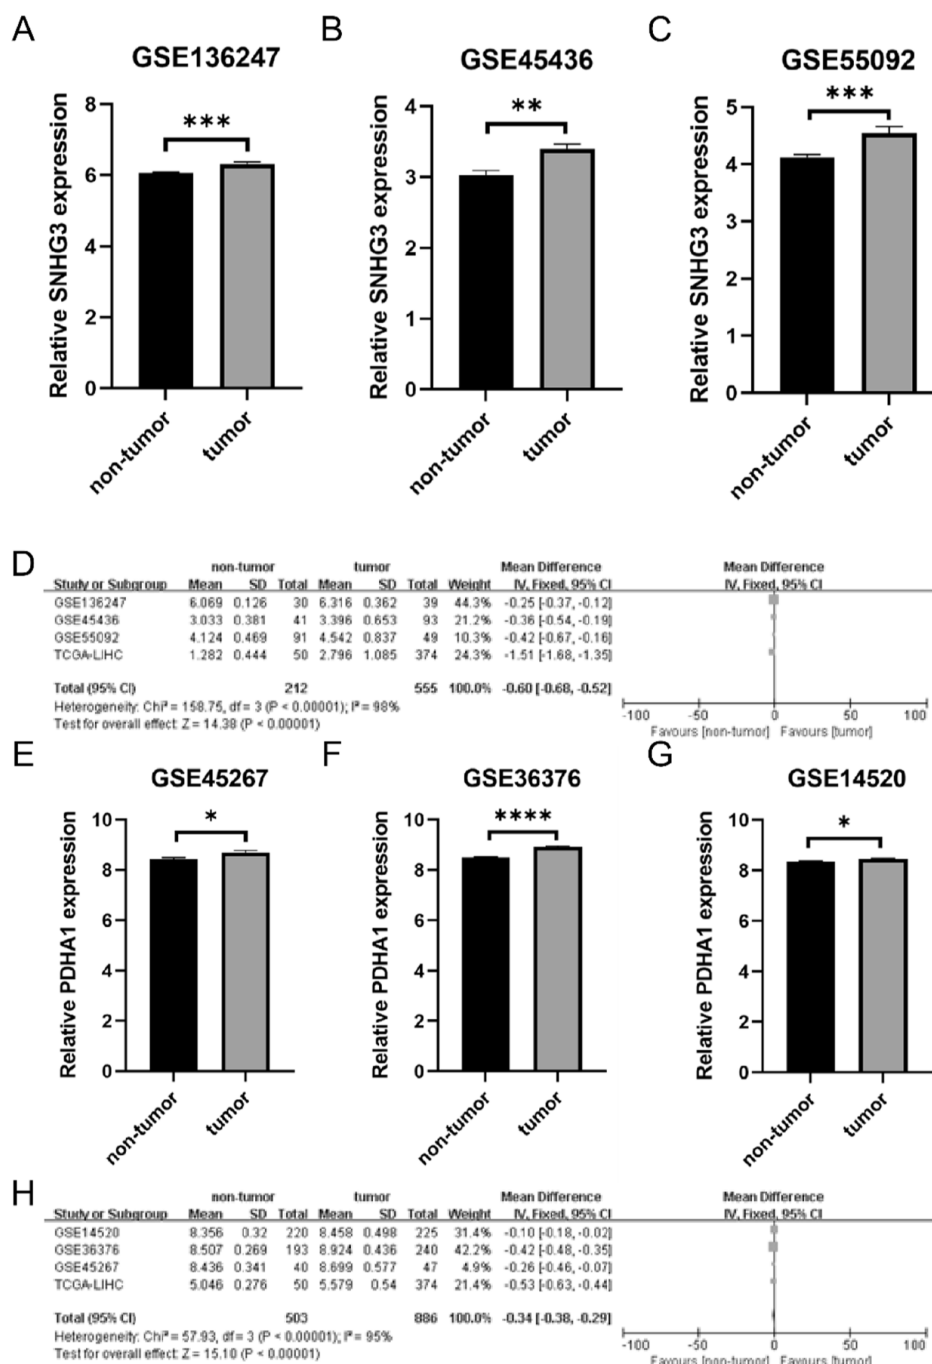 A
B
C
GSE136247
GSE45436
GSE55092
Relative SNHG3 expression
8
6
4
2
0
***
non-tumor
tumor
Relative SNHG3 expression
4
3
2
1
0
**
non-tumor
tumor
Relative SNHG3 expression
5
4
3
2
1
0
***
non-tumor
tumor
D
non-tumor tumor Mean Difference Mean Difference
Study or Subgroup Mean SD Total Mean SD Total Weight IV, Fixed, 95% CI IV, Fixed, 95% CI
GSE136247 6.069 0.126 30 6.316 0.362 39 44.3% -0.25 [-0.37, -0.12]
GSE45436 3.033 0.381 41 3.396 0.653 93 21.2% -0.36 [-0.54, -0.19]
GSE55092 4.124 0.469 91 4.542 0.837 49 10.3% -0.42 [-0.67, -0.16]
TCGA-LIHC 1.282 0.444 50 2.796 1.085 374 24.3% -1.51 [-1.68, -1.35]
Total (95% CI) 212 555 100.0% -0.60 [-0.68, -0.52]
Heterogeneity: Chi² = 158.75, df = 3 (P < 0.00001); I² = 98%
Test for overall effect: Z = 14.38 (P < 0.00001)
-100 -50 0 50 100
Favours [non-tumor] Favours [tumor]
E
F
G
GSE45267
GSE36376
GSE14520
Relative PDHA1 expression
10
8
6
4
2
0
*
non-tumor
tumor
Relative PDHA1 expression
10
8
6
4
2
0
****
non-tumor
tumor
Relative PDHA1 expression
10
8
6
4
2
0
*
non-tumor
tumor
H
non-tumor tumor Mean Difference Mean Difference
Study or Subgroup Mean SD Total Mean SD Total Weight IV, Fixed, 95% CI IV, Fixed, 95% CI
GSE14520 8.356 0.32 220 8.458 0.498 225 31.4% -0.10 [-0.18, -0.02]
GSE36376 8.507 0.269 193 8.924 0.436 240 42.2% -0.42 [-0.48, -0.35]
GSE45267 8.436 0.341 40 8.699 0.577 47 4.9% -0.26 [-0.46, -0.07]
TCGA-LIHC 5.046 0.276 50 5.579 0.54 374 21.4% -0.53 [-0.63, -0.44]
Total (95% CI) 503 886 100.0% -0.34 [-0.38, -0.29]
Heterogeneity: Chi² = 57.93, df = 3 (P < 0.00001); I² = 95%
Test for overall effect: Z = 15.10 (P < 0.00001)
-100 -50 0 50 100
Favours [non-tumor] Favours [tumor]